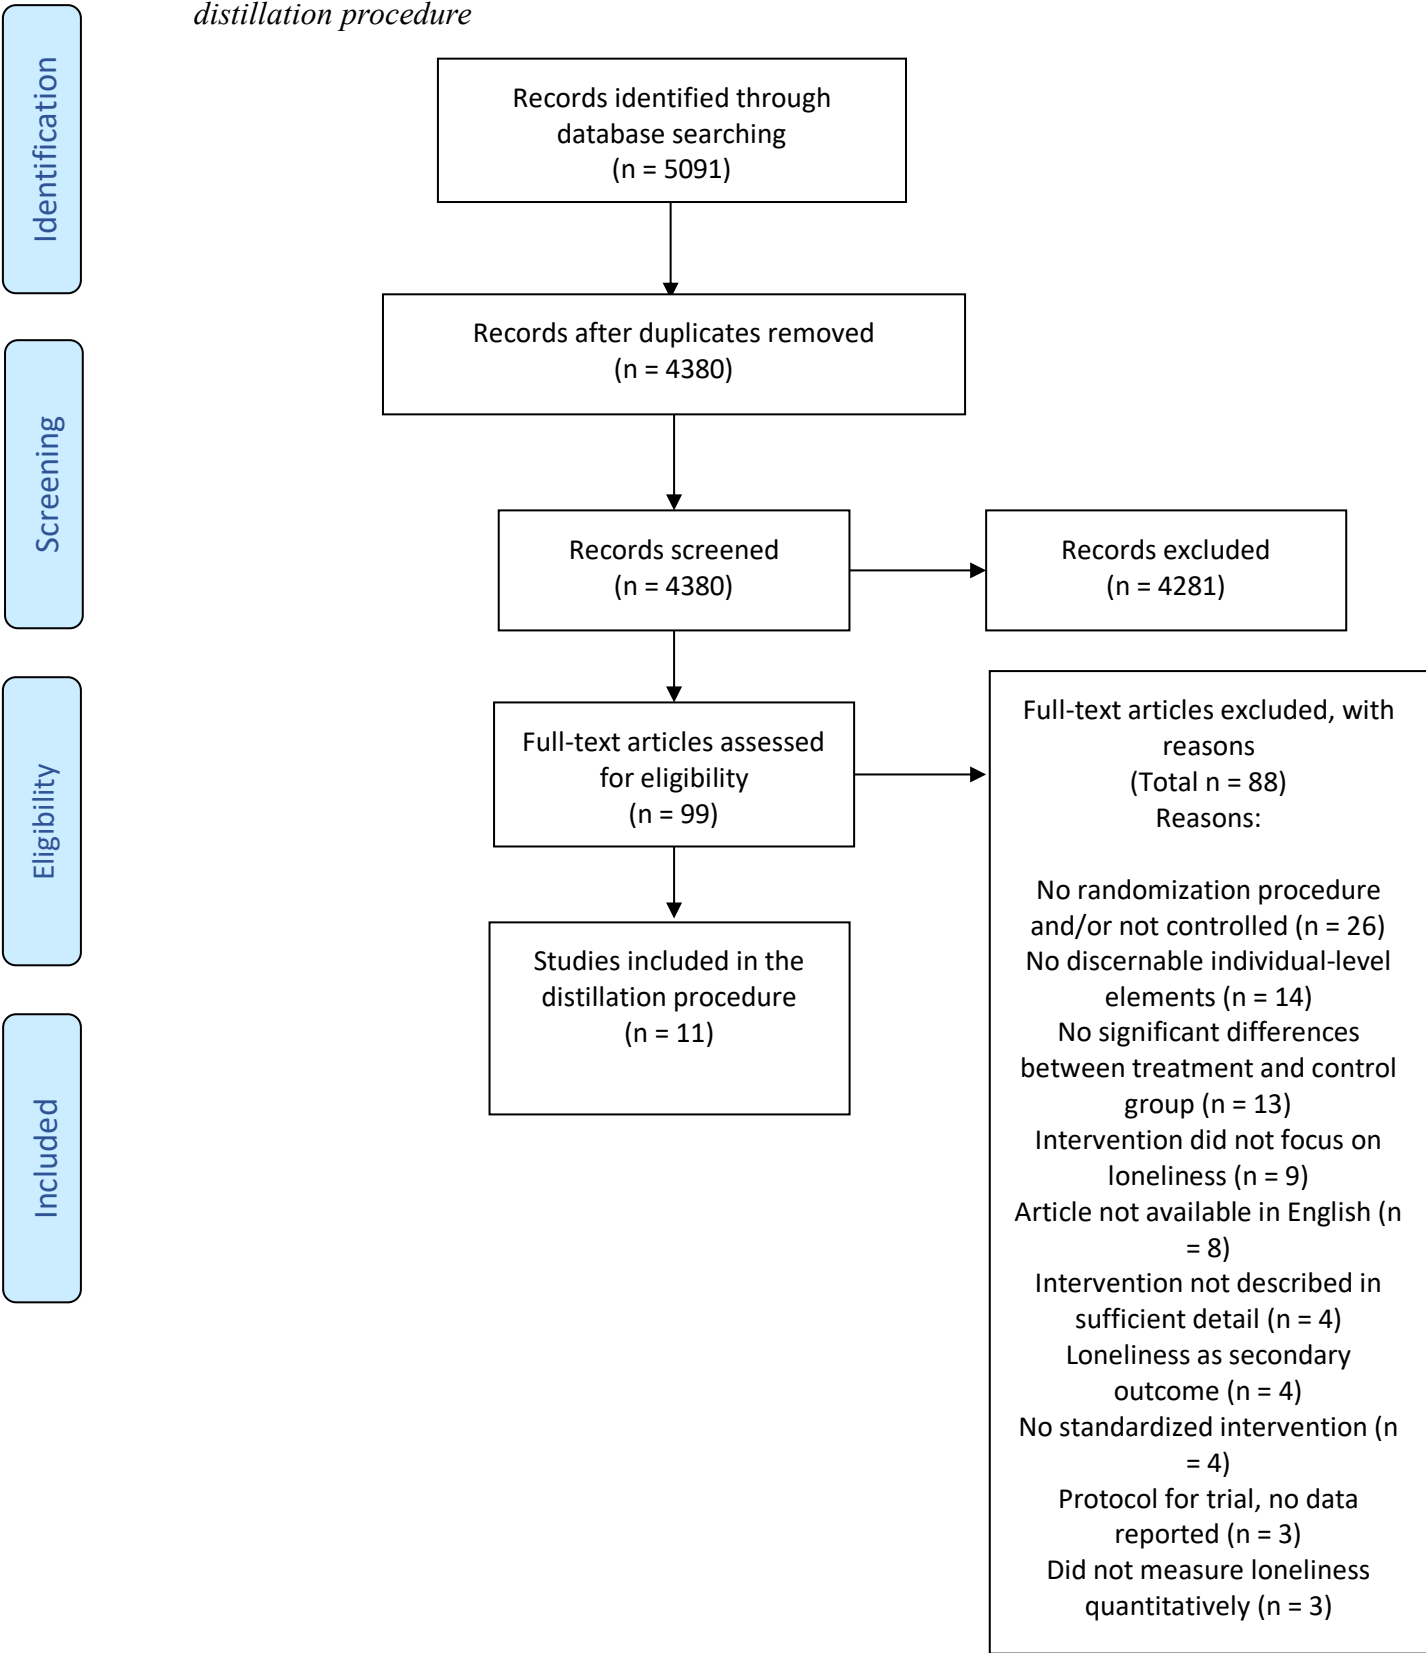 distillation procedure
Identification
Records identified through
database searching
(n = 5091)
Records after duplicates removed
(n = 4380)
Screening
Records screened
(n = 4380)
Records excluded
(n = 4281)
Eligibility
Full-text articles assessed
for eligibility
(n = 99)
Full-text articles excluded, with
reasons
(Total n = 88)
Reasons:
No randomization procedure
and/or not controlled (n = 26)
No discernable individual-level
elements (n = 14)
No significant differences
between treatment and control
group (n = 13)
Intervention did not focus on
loneliness (n = 9)
Article not available in English (n
= 8)
Intervention not described in
sufficient detail (n = 4)
Loneliness as secondary
outcome (n = 4)
No standardized intervention (n
= 4)
Protocol for trial, no data
reported (n = 3)
Did not measure loneliness
quantitatively (n = 3)
Included
Studies included in the
distillation procedure
(n = 11)